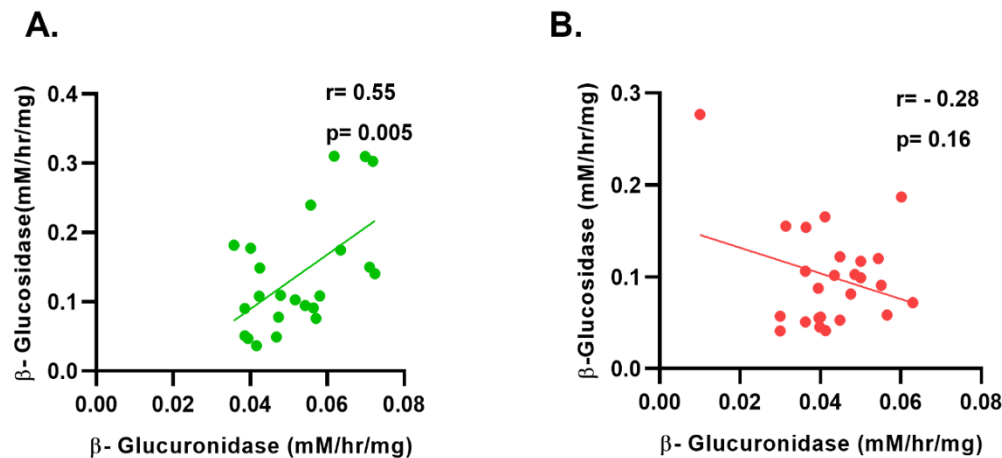 A.
r= 0.55
p= 0.005
β- Glucosidase(mM/hr/mg)
0.4
0.3
0.2
0.1
0.0
0.00 0.02 0.04 0.06 0.08
β- Glucuronidase (mM/hr/mg)
B.
r= - 0.28
p= 0.16
β-Glucosidase (mM/hr/mg)
0.3
0.2
0.1
0.0
0.00 0.02 0.04 0.06 0.08
β- Glucuronidase (mM/hr/mg)